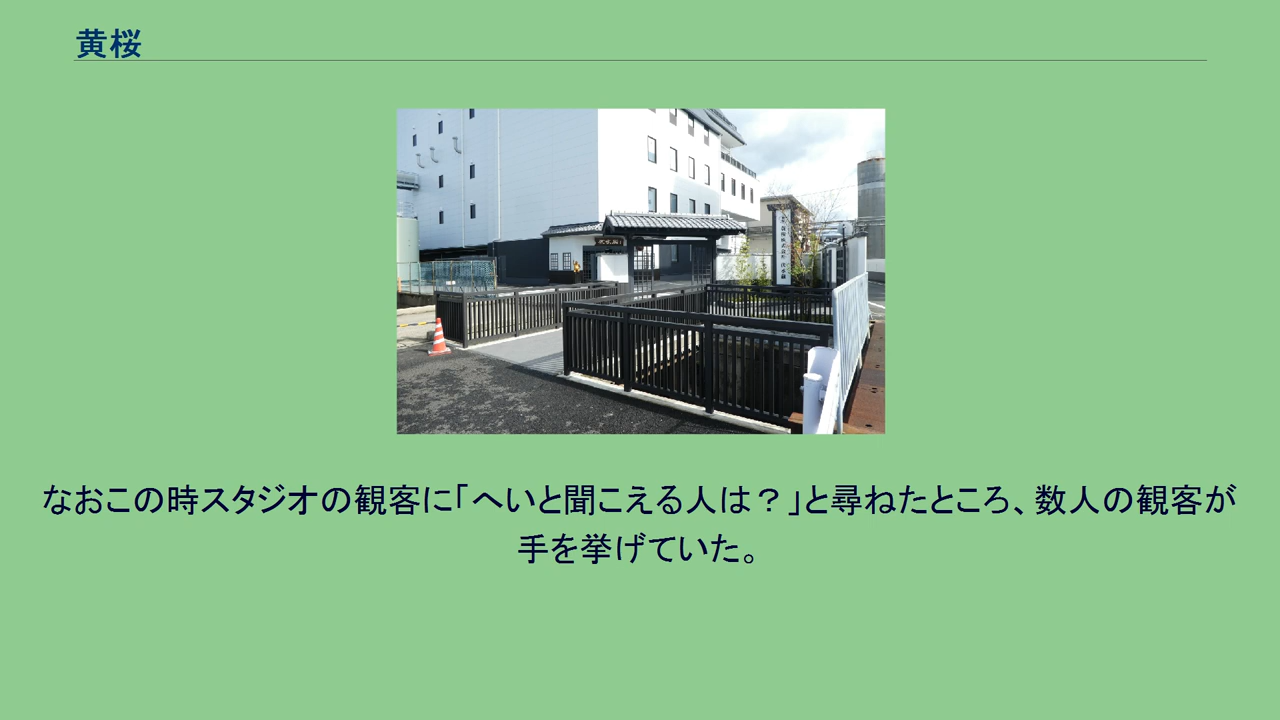 黄桜
なおこの時スタジオの観客に「へいと聞こえる人は？」と尋ねたところ、数人の観客が
手を挙げていた。